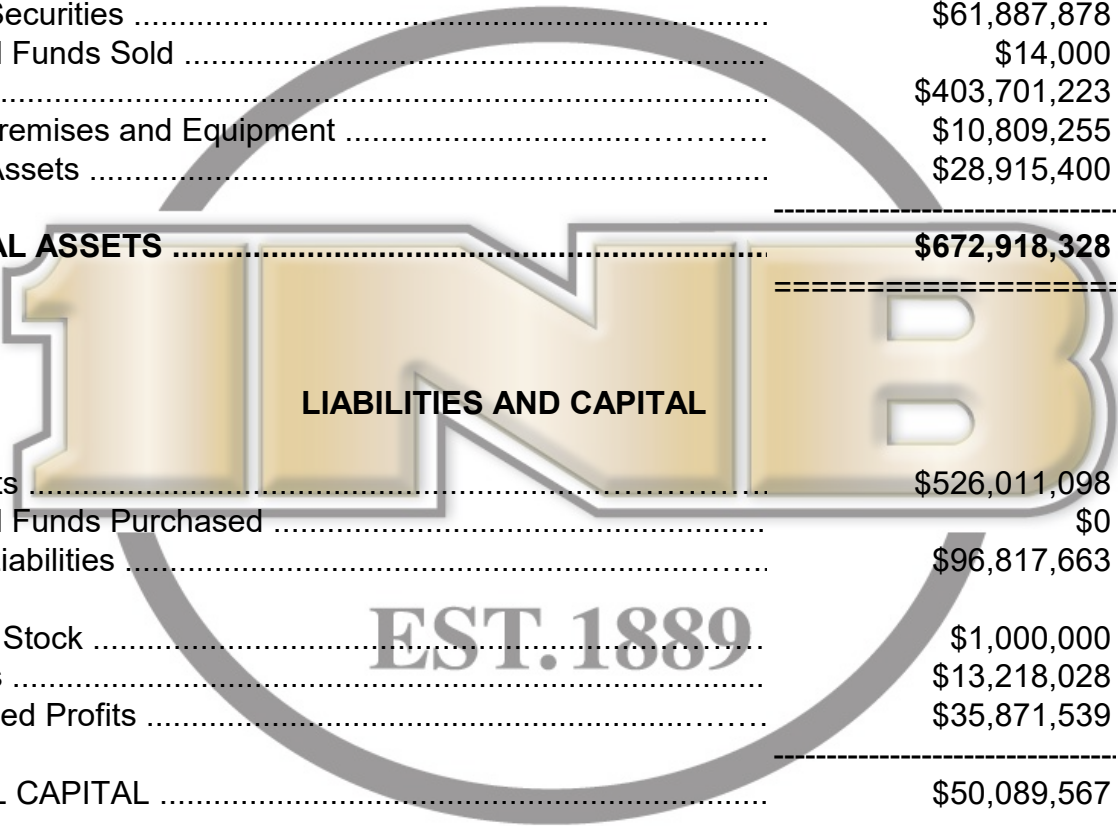 Securities ........................................................................ $61,887,878
l Funds Sold .................................................................. $14,000
...................................................................................... $403,701,223
remises and Equipment ................................................ $10,809,255
Assets ............................................................................ $28,915,400
-----------------------------------
AL ASSETS .................................................................. $672,918,328
===================
1NB
LIABILITIES AND CAPITAL
ts ................................................................................... $526,011,098
l Funds Purchased ........................................................ $0
Liabilities ........................................................................ $96,817,663
EST.1889
Stock ............................................................................ $1,000,000
s .................................................................................... $13,218,028
ed Profits ...................................................................... $35,871,539
-----------------------------------
L CAPITAL .................................................................... $50,089,567